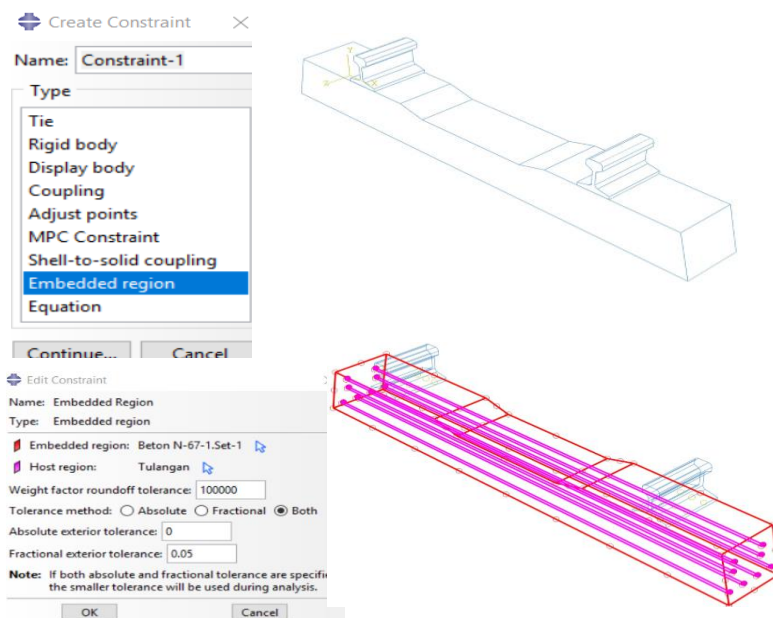 Create Constraint
Name: Constraint-1
Type
Tie
Rigid body
Display body
Coupling
Adjust points
MPC Constraint
Shell-to-solid coupling
Embedded region
Equation
Continue... Cancel
Edit Constraint
Name: Embedded Region
Type: Embedded region
Embedded region: Beton N-67-1.Set-1
Host region: Tulangan
Weight factor roundoff tolerance: 100000
Tolerance method: Absolute Fractional Both
Absolute exterior tolerance: 0
Fractional exterior tolerance: 0.05
Note: If both absolute and fractional tolerance are specifi
the smaller tolerance will be used during analysis.
OK Cancel
Y
X